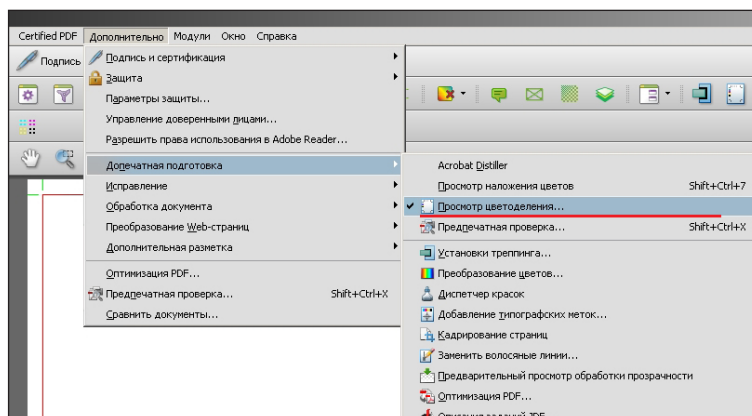 Certified PDF Дополнительно Модули Окно Справка
Подпись
Подпись и сертификация
Защита
Параметры защиты...
Управление доверенными лицами...
Разрешить права использования в Adobe Reader...
Допечатная подготовка
Исправление
Обработка документа
Преобразование Web-страниц
Дополнительная разметка
Оптимизация PDF...
Предпечатная проверка... Shift+Ctrl+X
Сравнить документы...
Acrobat Distiller
Просмотр наложения цветов Shift+Ctrl+7
Просмотр цветоделения...
Предпечатная проверка... Shift+Ctrl+X
Установки треппинга...
Преобразование цветов...
Диспетчер красок
Добавление типографских меток...
Кадрирование страниц
Заменить волосяные линии...
Предварительный просмотр обработки прозрачности
Оптимизация PDF...